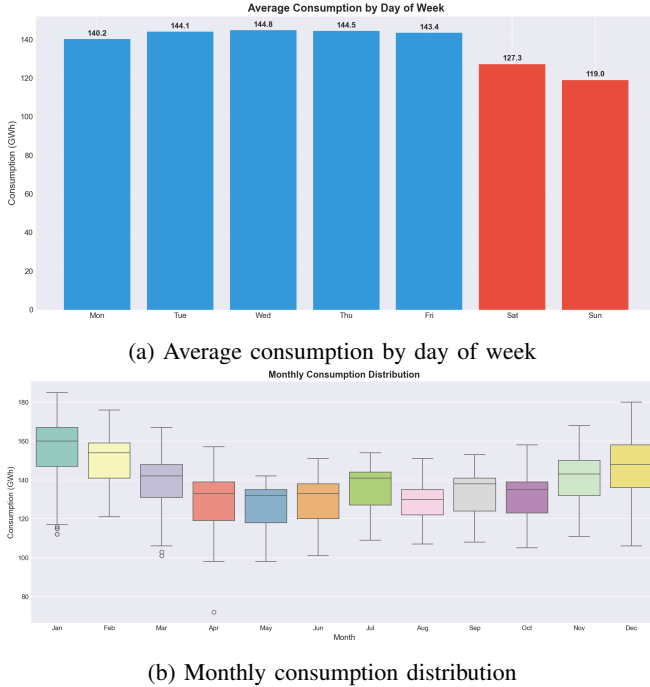 Average Consumption by Day of Week
140.2
144.1
144.8
144.5
143.4
127.3
119.0
Consumption (GWh)
140
120
100
80
60
40
20
0
Mon Tue Wed Thu Fri Sat Sun
(a) Average consumption by day of week
Monthly Consumption Distribution
Consumption (GWh)
180
160
140
120
100
80
Jan Feb Mar Apr May Jun Jul Aug Sep Oct Nov Dec
Month
(b) Monthly consumption distribution